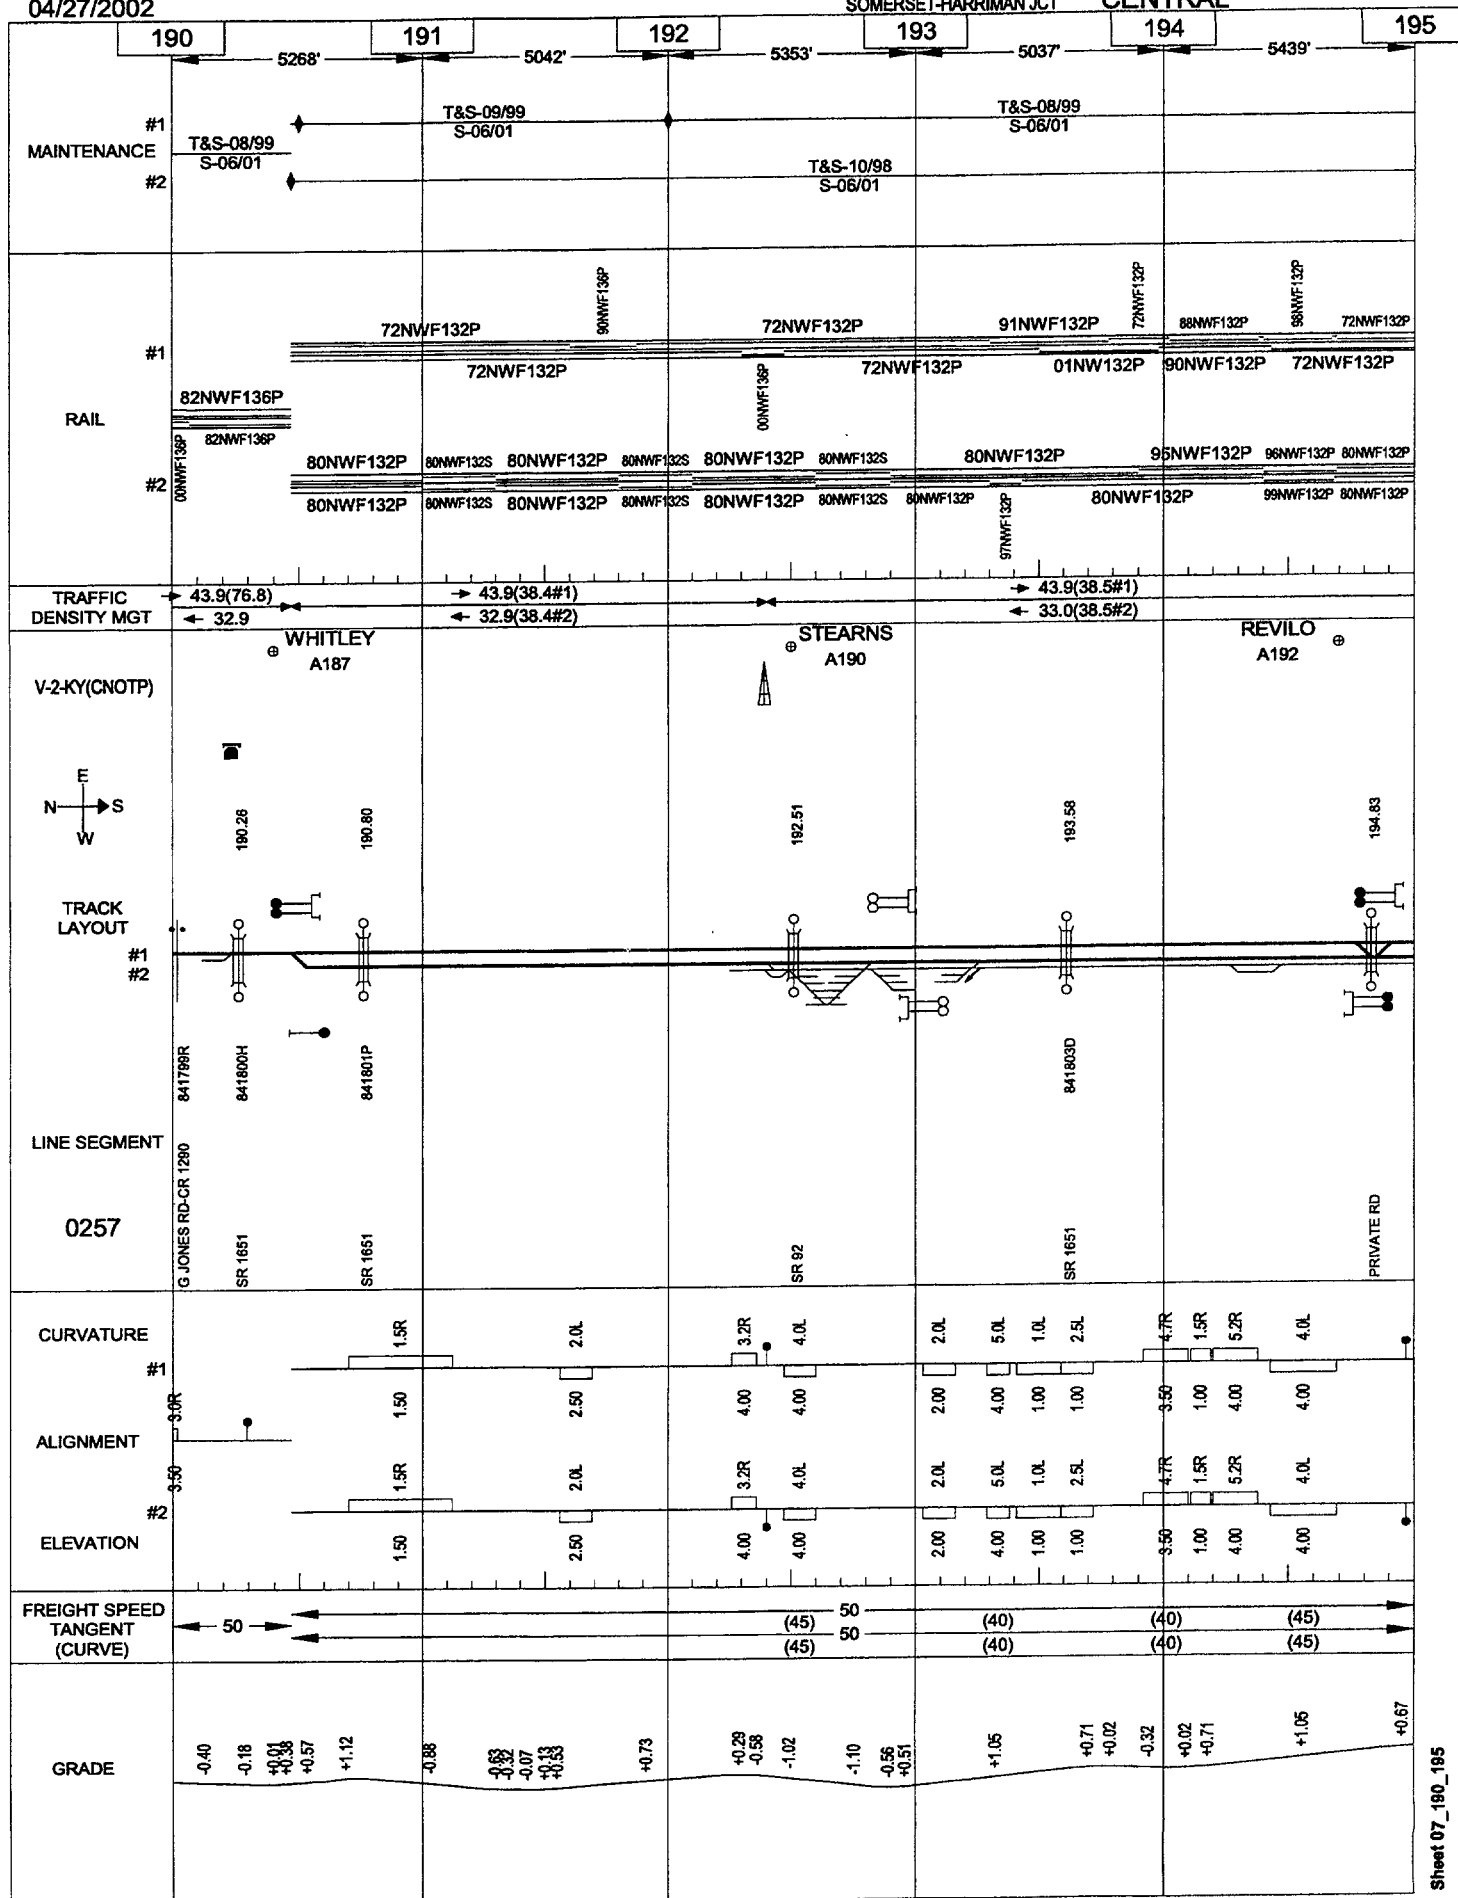 04/27/2002
SOMERSET-HARRIMAN JCT CENTRAL
190 191 192 193 194 195
5268' 5042' 5353' 5037' 5439'
#1
T&S-09/99
S-06/01
T&S-08/99
S-06/01
MAINTENANCE
T&S-08/99
S-06/01
#2
T&S-10/98
S-06/01
90NWF136P
72NWF132P
98NWF132P
72NWF132P 72NWF132P 91NWF132P 88NWF132P 72NWF132P
#1
72NWF132P 72NWF132P 01NW132P 90NWF132P 72NWF132P
00NWF136P
82NWF136P
RAIL
82NWF136P
00NWF136P
80NWF132P 80NWF132S 80NWF132P 80NWF132S 80NWF132P 80NWF132S 80NWF132P 95NWF132P 96NWF132P 80NWF132P
#2
80NWF132P 80NWF132S 80NWF132P 80NWF132S 80NWF132P 80NWF132S 80NWF132P 80NWF132P 99NWF132P 80NWF132P
97NWF132P
TRAFFIC
DENSITY MGT
43.9(76.8) 43.9(38.4#1) 43.9(38.5#1)
32.9 32.9(38.4#2) 33.0(38.5#2)
WHITLEY
A187
STEARNS
A190
REVILO
A192
V-2-KY(CNOTP)
E
N S
W
190.26 190.80 192.51 193.58 194.83
TRACK
LAYOUT
#1
#2
841799R 841800H 841801P 841803D
LINE SEGMENT
0257
G JONES RD-CR 1290
SR 1651
SR 1651
SR 92
SR 1651
PRIVATE RD
CURVATURE
1.5R 2.0L 3.2R 4.0L 2.0L 5.0L 1.0L 2.5L 4.7R 1.5R 5.2R 4.0L
#1
1.50 2.50 4.00 4.00 2.00 4.00 1.00 1.00 3.50 1.00 4.00 4.00
3.0R
ALIGNMENT
3.50
1.5R 2.0L 3.2R 4.0L 2.0L 5.0L 1.0L 2.5L 4.7R 1.5R 5.2R 4.0L
#2
ELEVATION
1.50 2.50 4.00 4.00 2.00 4.00 1.00 1.00 3.50 1.00 4.00 4.00
FREIGHT SPEED
TANGENT
(CURVE)
50
50
(45) (40) (40) (45)
50
(45) (40) (40) (45)
GRADE
-0.40 -0.18 +0.01 +0.38 +0.57 +1.12 -0.88 -0.63 -0.32 -0.07 +0.13 +0.53 +0.73 +0.29 -0.58 -1.02 -1.10 -0.56 +0.51 +1.05 +0.71 +0.02 -0.32 +0.02 +0.71 +1.05 +0.67
Sheet 07_190_195